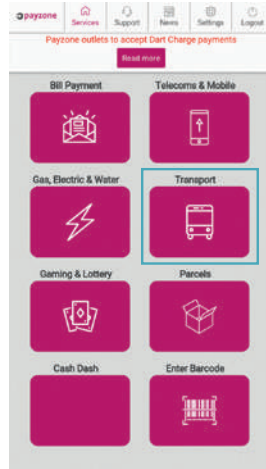 payzone
Services
Support
News
Settings
Logout
Payzone outlets to accept Dart Charge payments
Read more
Bill Payment
Telecoms & Mobile
Gas, Electric & Water
Transport
Gaming & Lottery
Parcels
Cash Dash
Enter Barcode